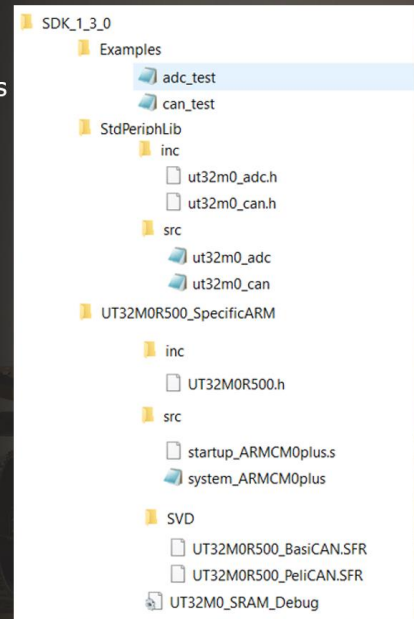 SDK_1_3_0
Examples
s
adc_test
can_test
StdPeriphLib
inc
ut32m0_adc.h
ut32m0_can.h
src
ut32m0_adc
ut32m0_can
UT32M0R500_SpecificARM
inc
UT32M0R500.h
src
startup_ARMCM0plus.s
system_ARMCM0plus
SVD
UT32M0R500_BasiCAN.SFR
UT32M0R500_PeliCAN.SFR
UT32M0_SRAM_Debug